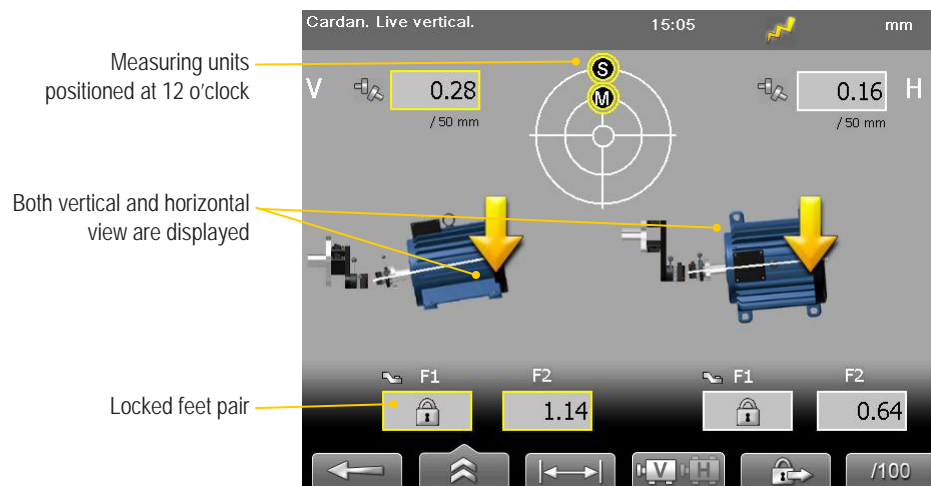 Cardan. Live vertical.
15:05
mm
Measuring units
positioned at 12 o'clock
V
0.28
/ 50 mm
S
M
0.16
H
/ 50 mm
Both vertical and horizontal
view are displayed
F1
F2
F1
F2
Locked feet pair
1.14
0.64
V
H
/100